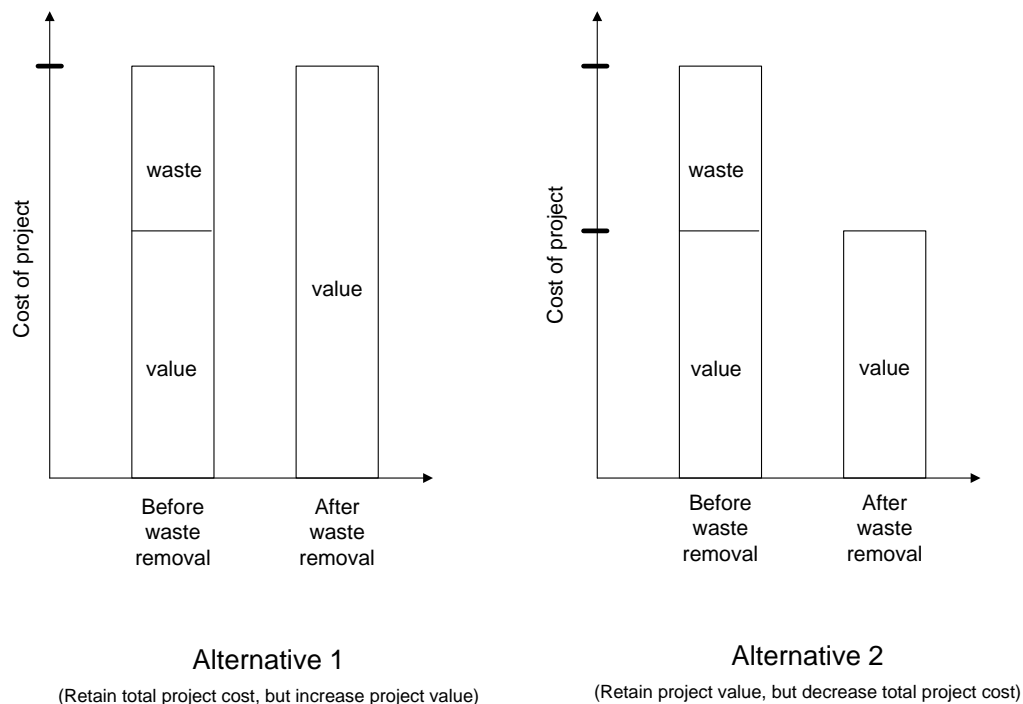 Cost of project
waste
value
value
Before
waste
removal
After
waste
removal
Alternative 1
(Retain total project cost, but increase project value)
Cost of project
waste
value
value
Before
waste
removal
After
waste
removal
Alternative 2
(Retain project value, but decrease total project cost)